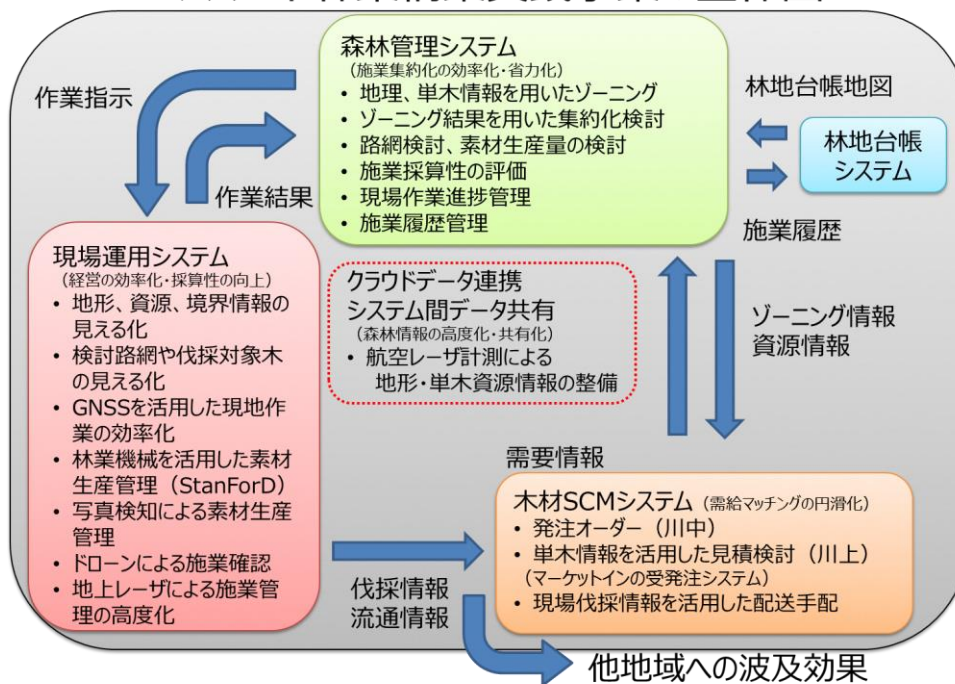 森林管理システム
(施業集約化の効率化・省力化)
• 地理、単木情報を用いたゾーニング
• ゾーニング結果を用いた集約化検討
• 路網検討、素材生産量の検討
• 施業採算性の評価
• 現場作業進捗管理
• 施業履歴管理
作業指示
作業結果
林地台帳地図
林地台帳
システム
施業履歴
現場運用システム
(経営の効率化・採算性の向上)
• 地形、資源、境界情報の
見える化
• 検討路網や伐採対象木
の見える化
• GNSSを活用した現地作
業の効率化
• 林業機械を活用した素材
生産管理（StanForD）
• 写真検知による素材生産
管理
• ドローンによる施業確認
• 地上レーザによる施業管
理の高度化
クラウドデータ連携
システム間データ共有
(森林情報の高度化・共有化)
• 航空レーザ計測による
地形・単木資源情報の整備
ゾーニング情報
資源情報
需要情報
木材SCMシステム (需給マッチングの円滑化)
• 発注オーダー（川中）
• 単木情報を活用した見積検討（川上）
(マーケットインの受発注システム)
• 現場伐採情報を活用した配送手配
伐採情報
流通情報
他地域への波及効果